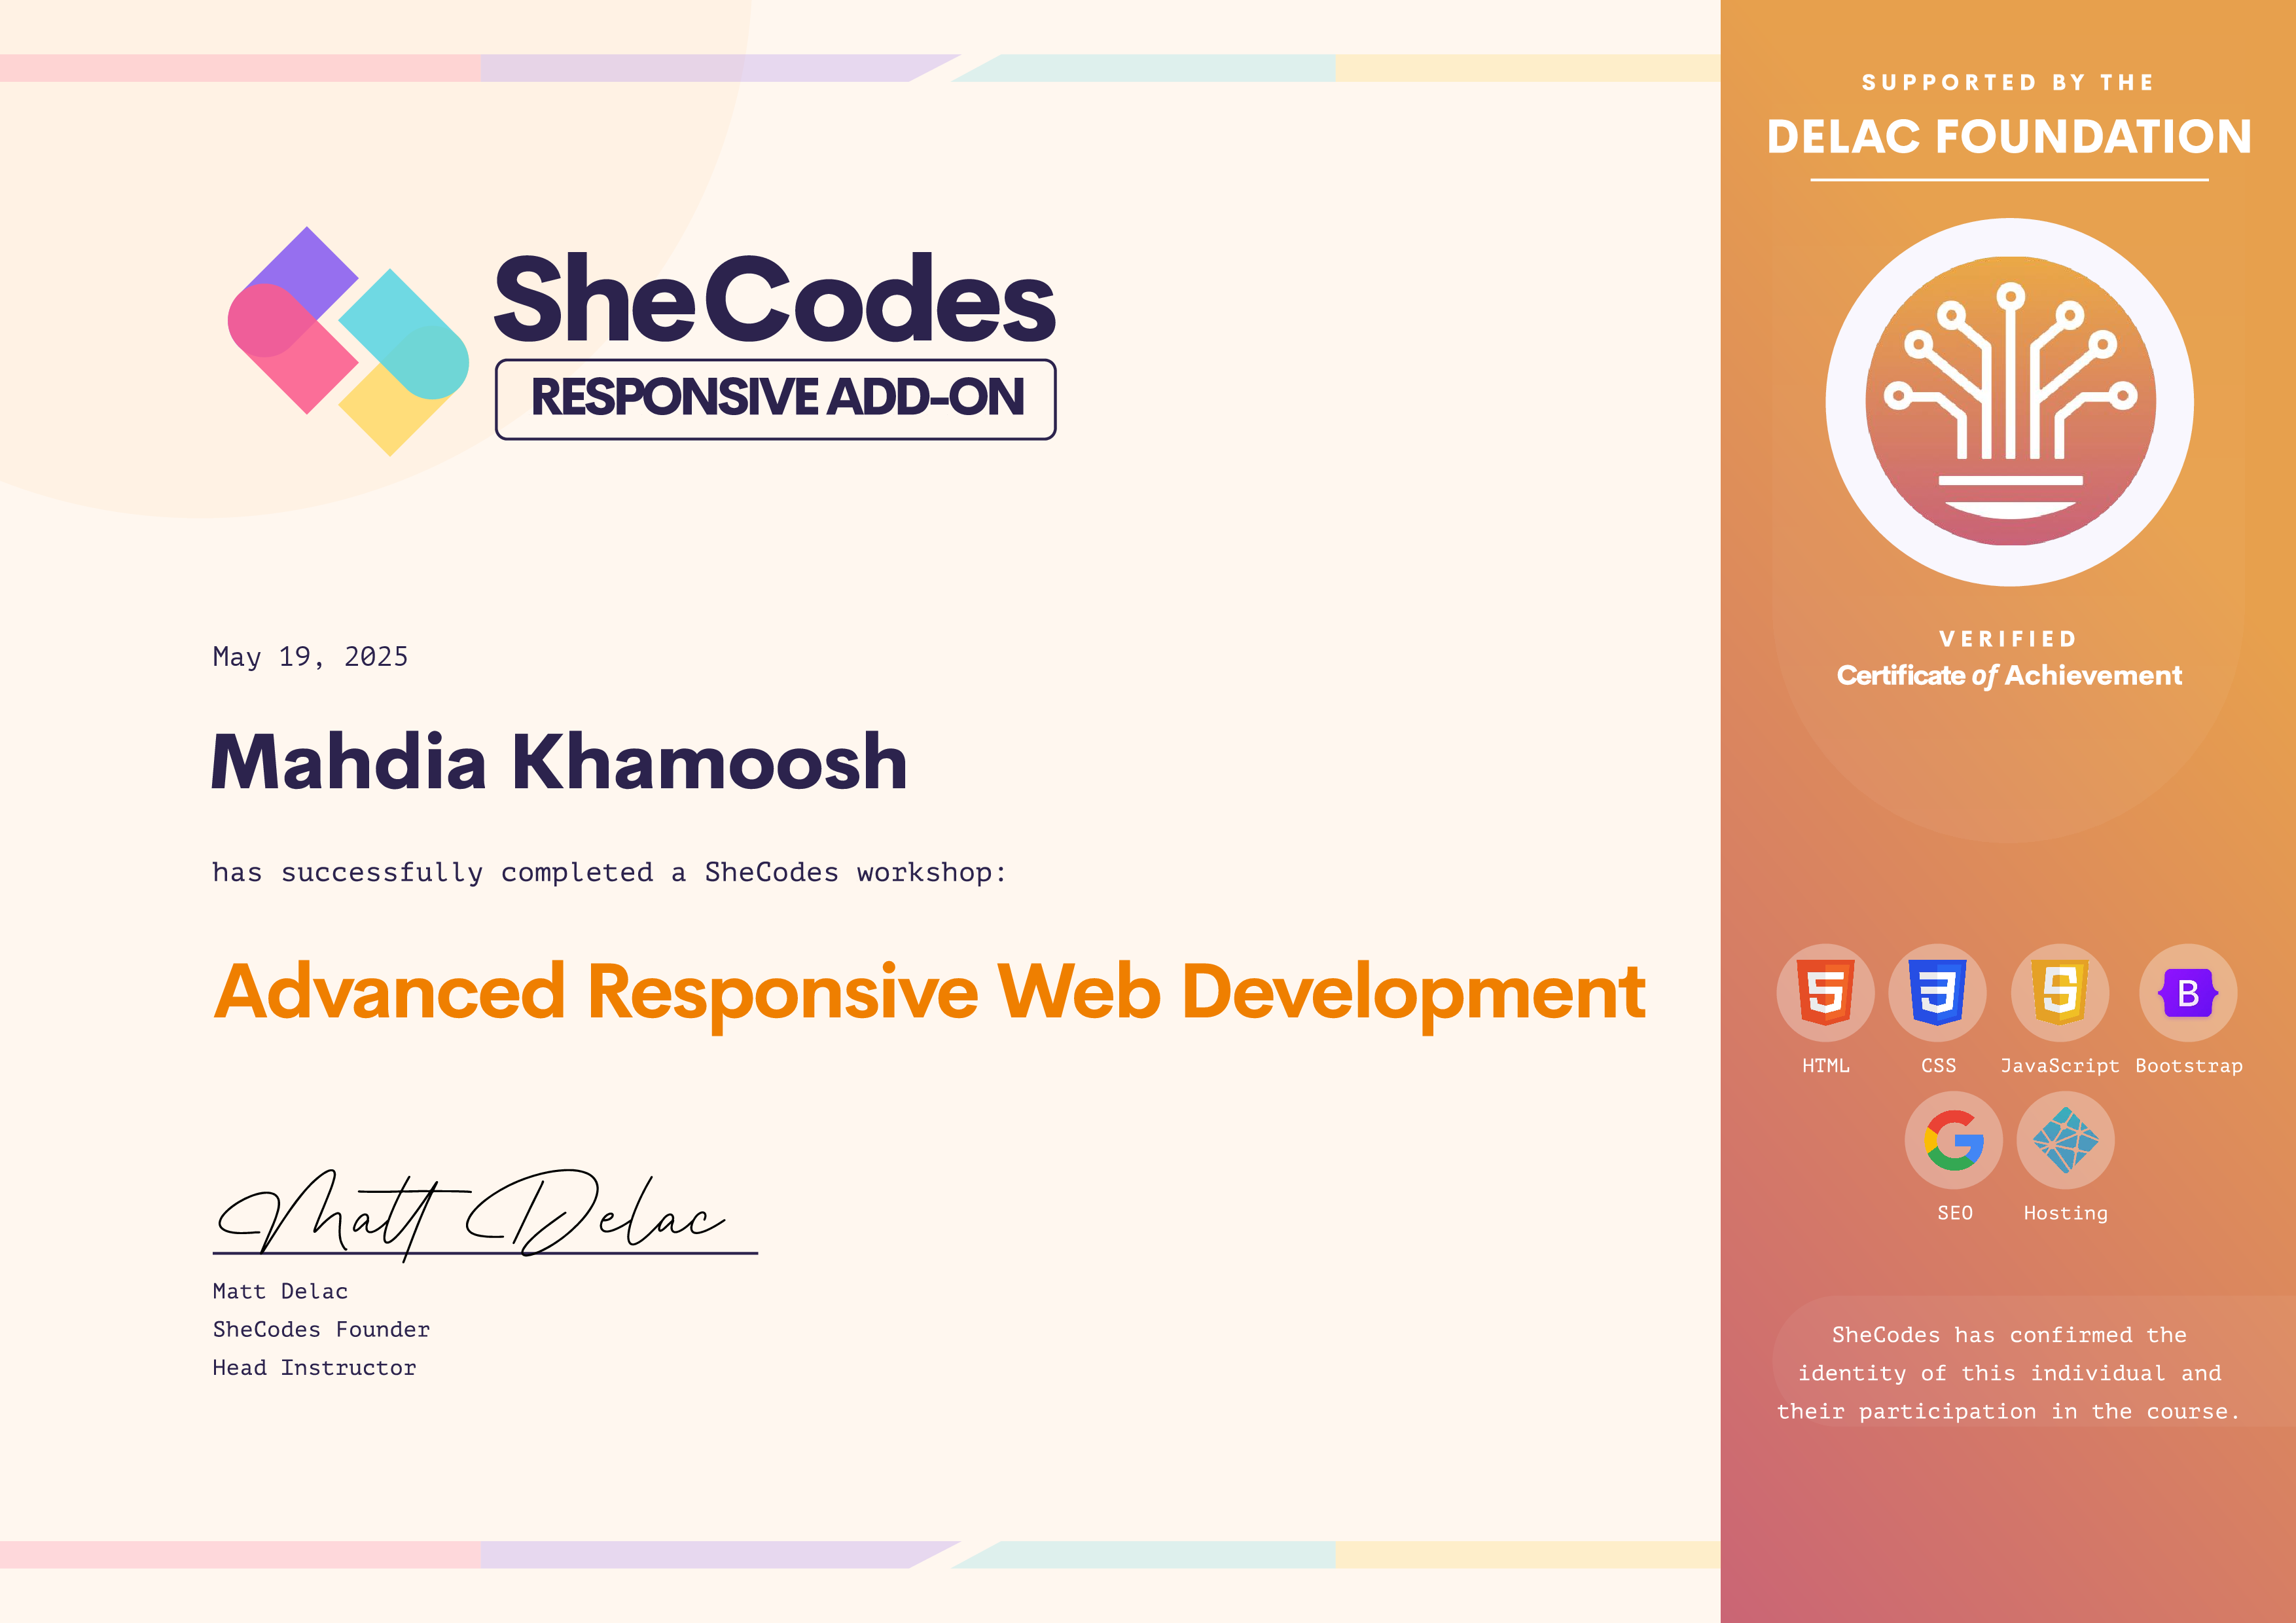 SheCodes
RESPONSIVE ADD-ON
May 19, 2025
Mahdia Khamoosh
has successfully completed a SheCodes workshop:
Advanced Responsive Web Development
Matt Delac
Matt Delac
SheCodes Founder
Head Instructor
SUPPORTED BY THE
DELAC FOUNDATION
VERIFIED
Certificate of Achievement
HTML CSS JavaScript Bootstrap
SEO Hosting
SheCodes has confirmed the
identity of this individual and
their participation in the course.